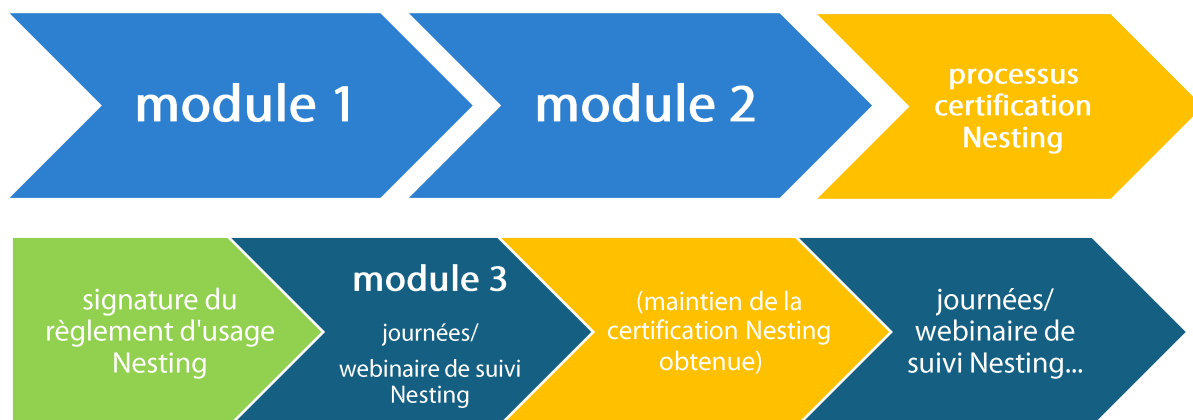 module 1
module 2
processus
certification
Nesting
signature du
règlement d'usage
Nesting
module 3
journées/
webinaire de suivi
Nesting
(maintien de la
certification Nesting
obtenue)
journées/
webinaire de
suivi Nesting...